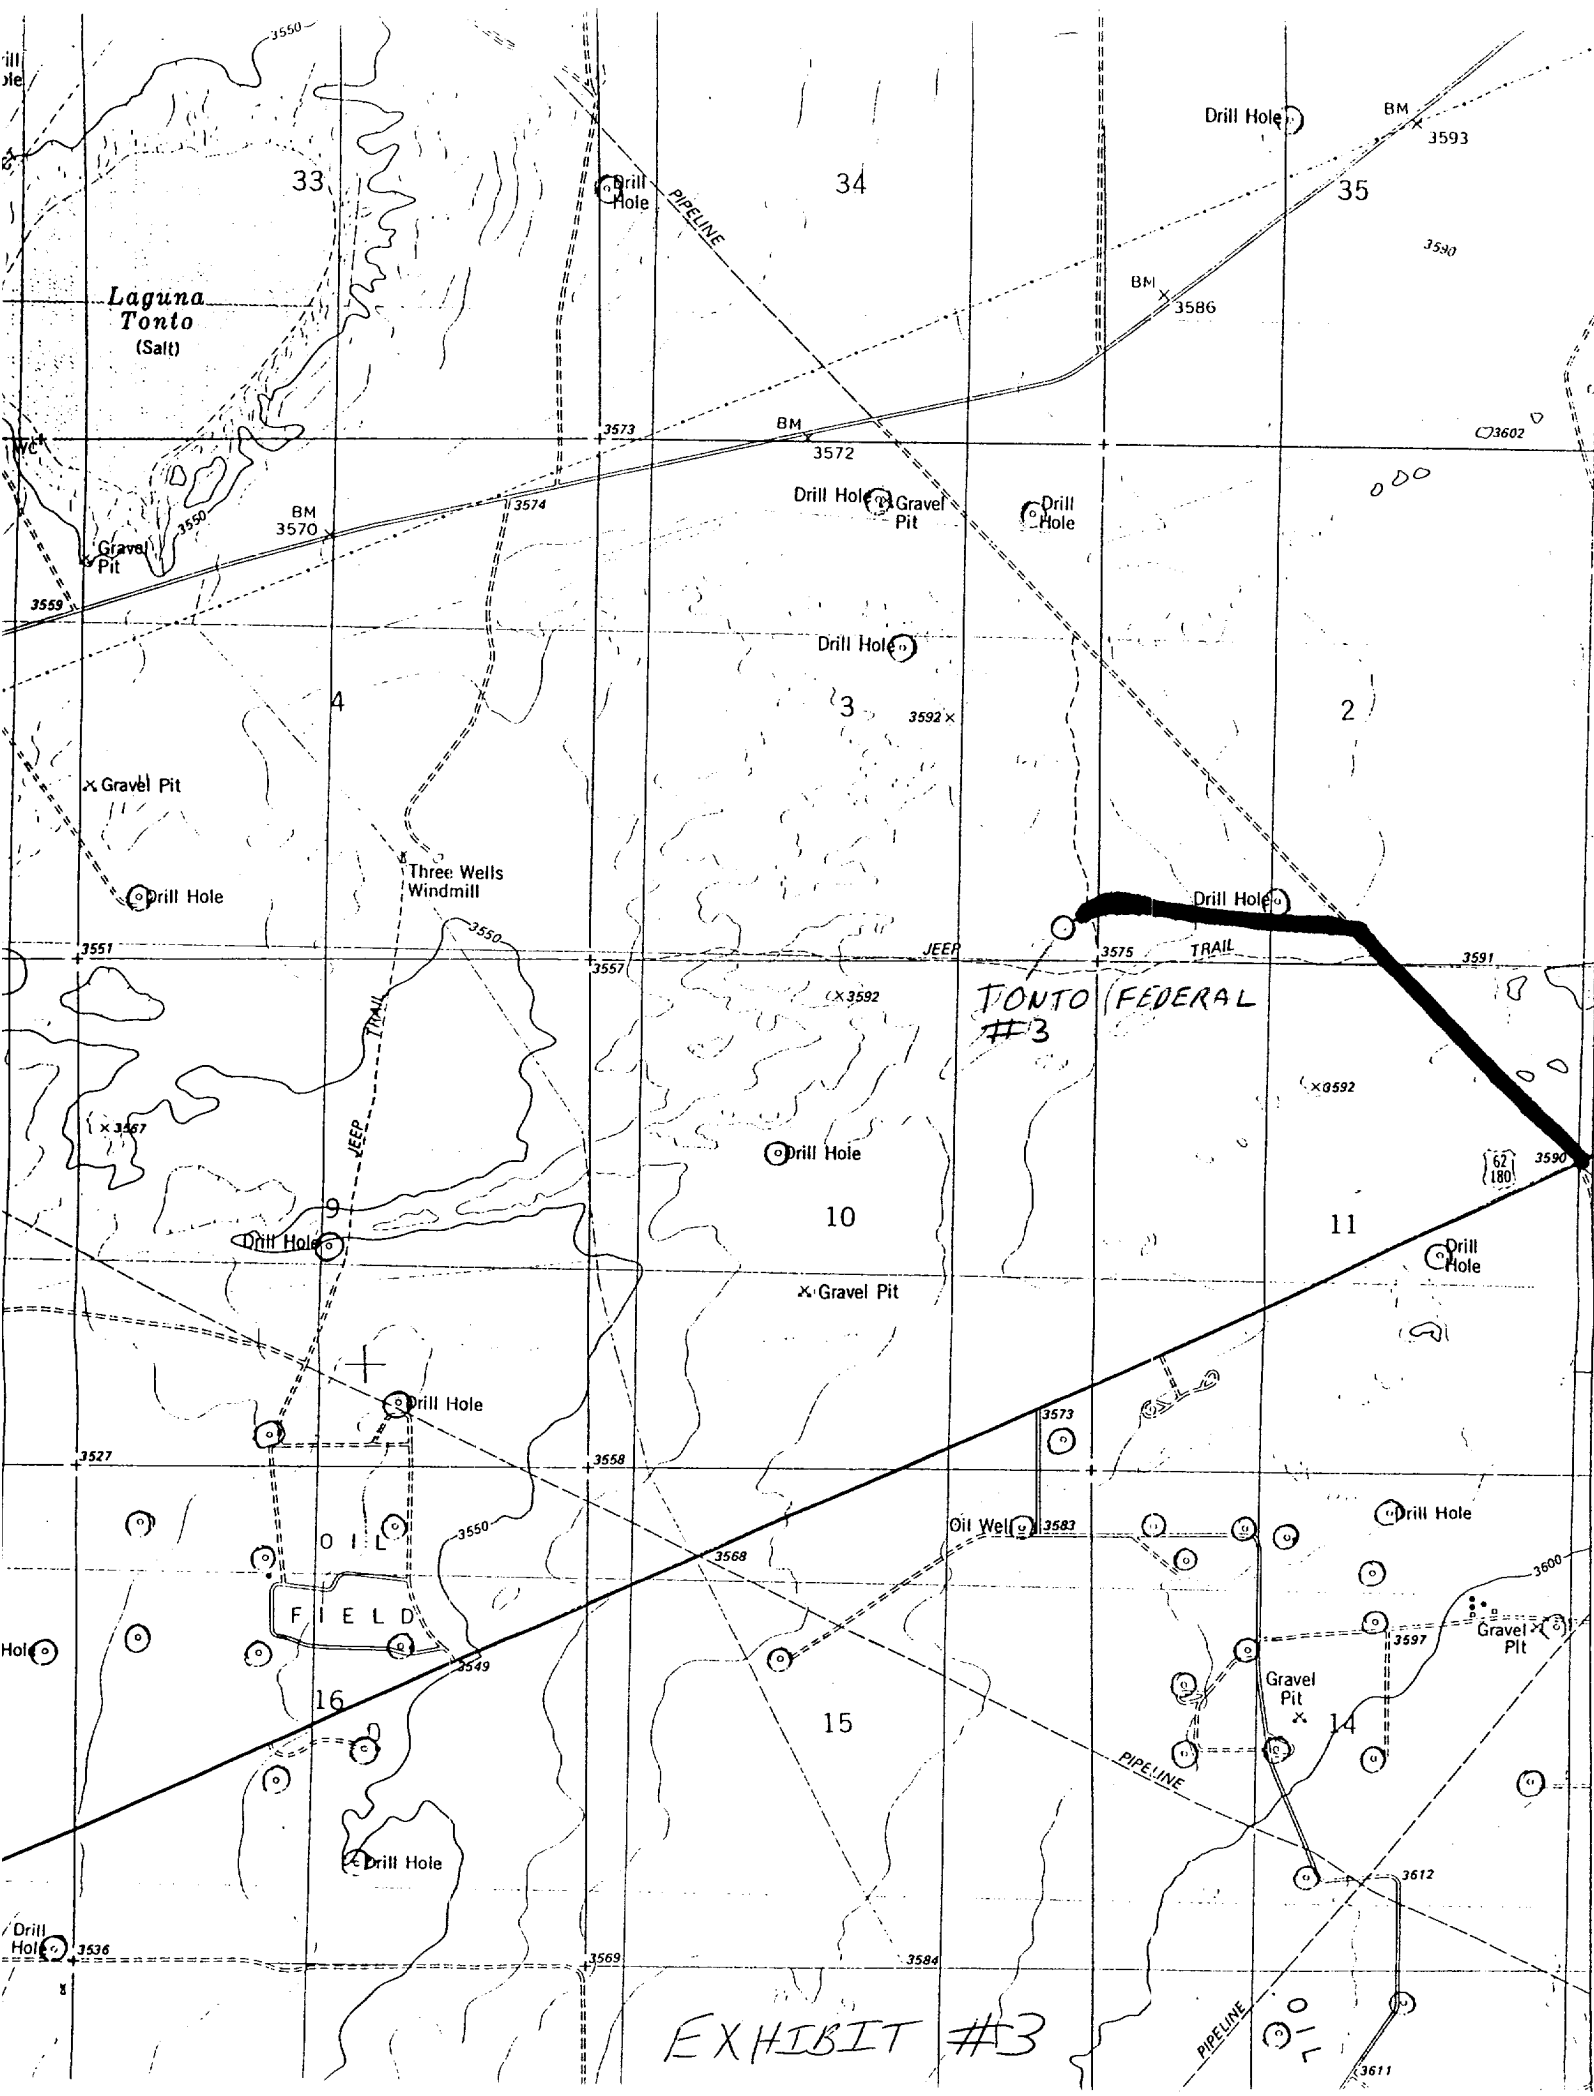 3550
Drill Hole
BM
3593
33
Drill
Hole
34
35
PIPELINE
3590
Laguna
Tonto
(Salt)
BM
3586
3573
BM
3572
3602
Drill Hole
Gravel
Pit
Drill
Hole
3574
BM
3570
3550
Gravel
Pit
3559
Drill Hole
4
3
3592
2
Gravel Pit
Three Wells
Windmill
Drill Hole
Drill Hole
3550
3551
3557
JEEP
3575
TRAIL
3591
3592
TONTO FEDERAL
#3
TRAIL
3592
3567
JEEP
Drill Hole
62
180
3590
9
10
11
Drill Hole
Drill
Hole
Gravel Pit
Drill Hole
3573
3527
3558
Oil Well
3583
Drill Hole
OIL
3550
3568
3600
FIELD
Hole
3549
3597
Gravel
Pit
16
Gravel
Pit
15
14
PIPELINE
Drill Hole
3612
Drill
Hole
3536
3569
3584
EXHIBIT #3
PIPELINE
OIL
3611